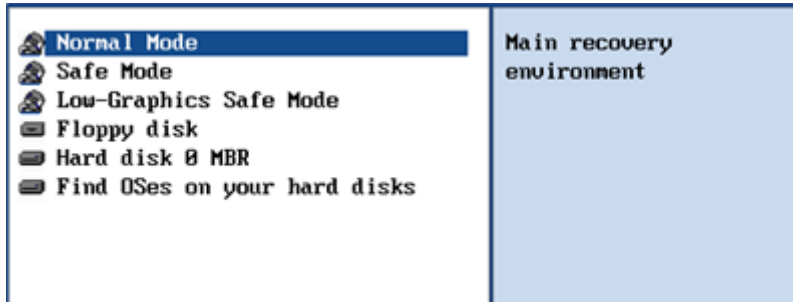 Normal Mode
Safe Mode
Low-Graphics Safe Mode
Floppy disk
Hard disk 0 MBR
Find OSes on your hard disks
Main recovery
environment